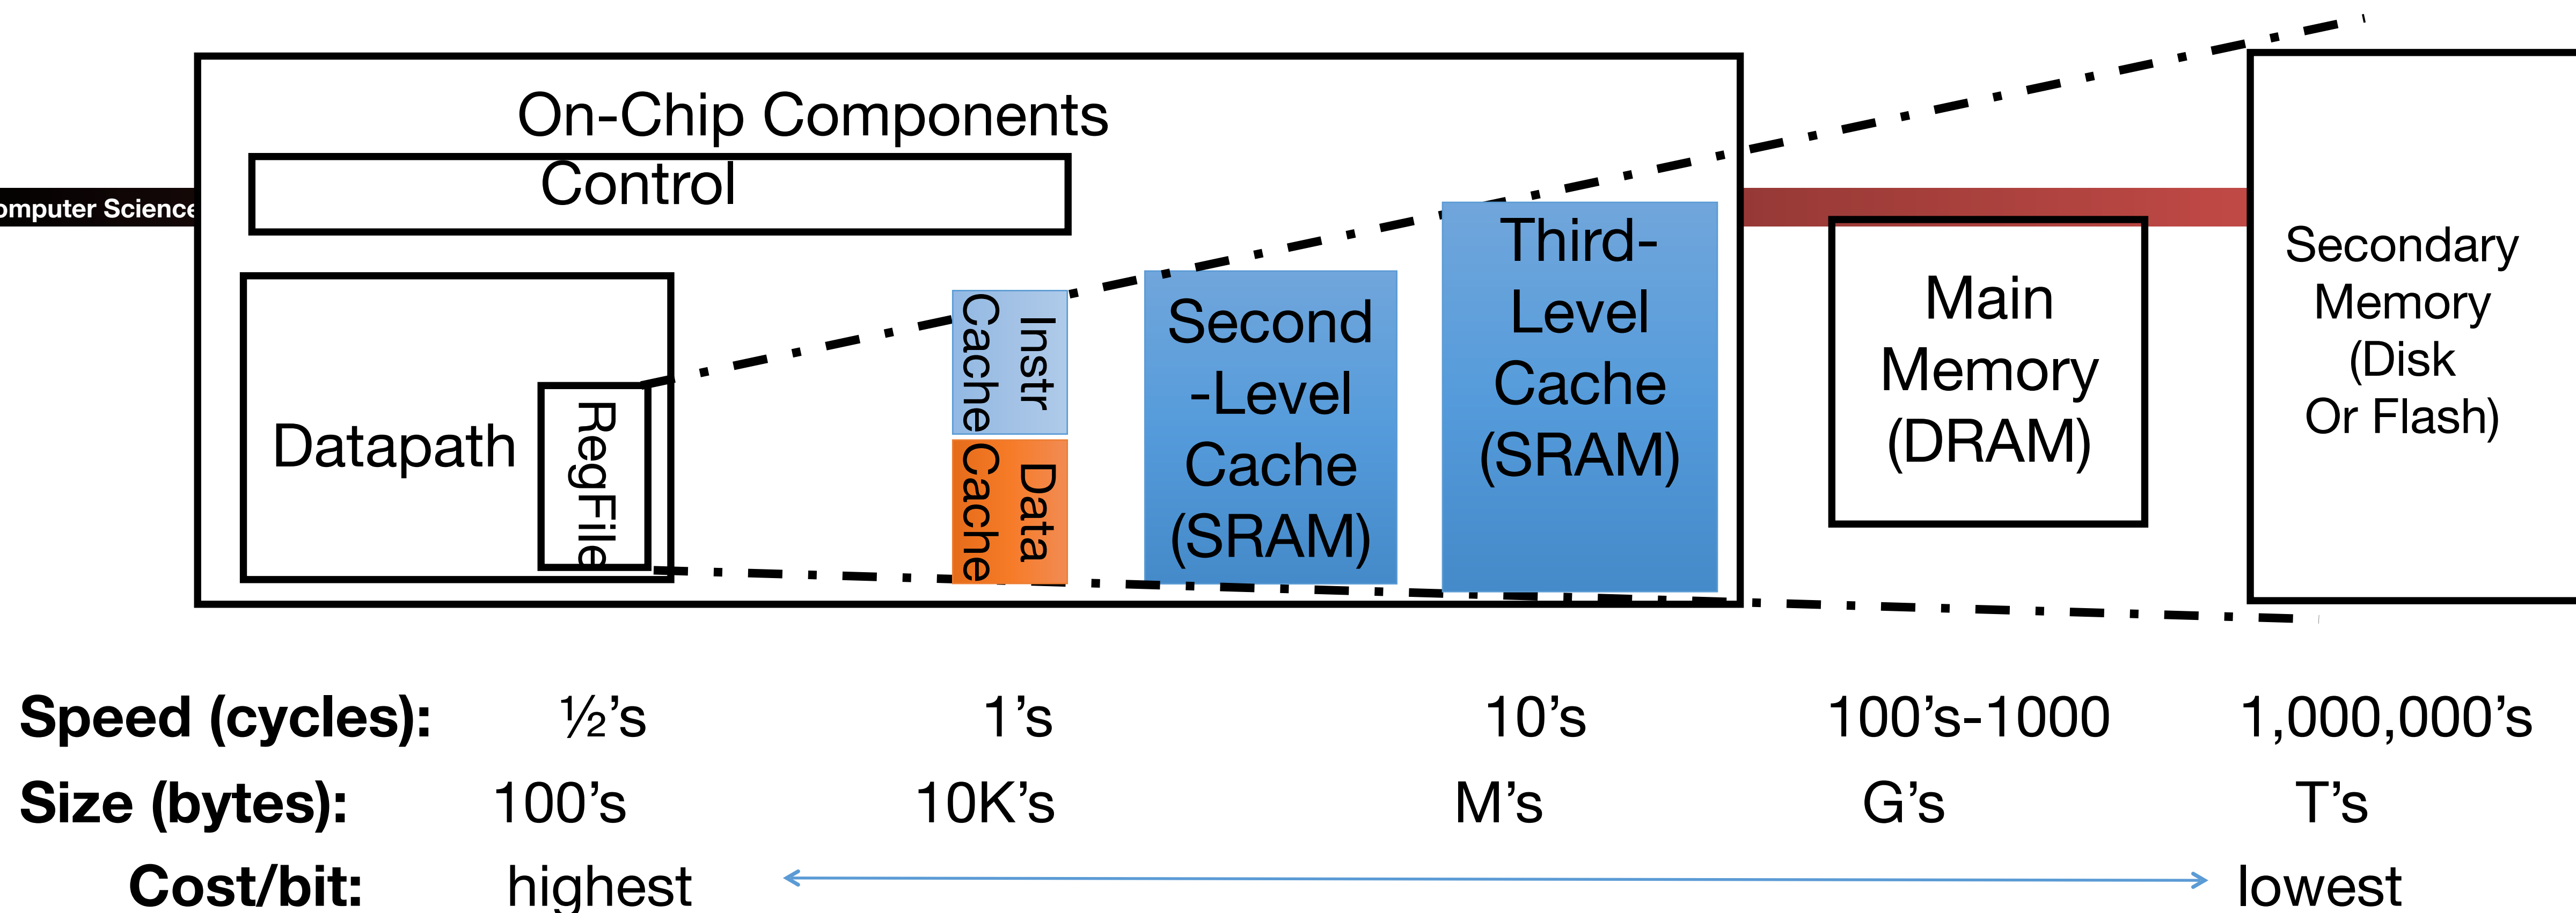 On-Chip Components
Control
omputer Science
Datapath
RegFile
Instr
Cache
Data
Cache
Second
-Level
Cache
(SRAM)
Third-
Level
Cache
(SRAM)
Main
Memory
(DRAM)
Secondary
Memory
(Disk
Or Flash)
Speed (cycles): ½’s 1’s 10’s 100’s-1000 1,000,000’s
Size (bytes): 100’s 10K’s M’s G’s T’s
Cost/bit: highest lowest